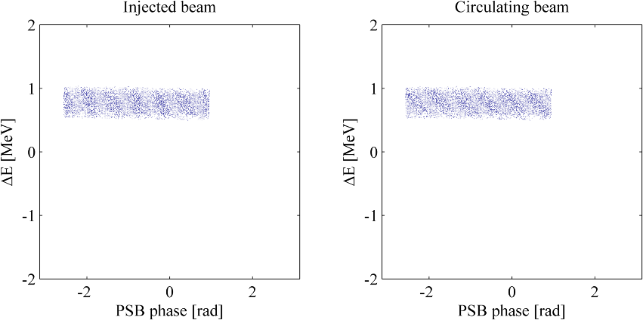 Injected beam
Circulating beam
2
1
0
-1
-2
ΔE [MeV]
-2
0
2
PSB phase [rad]
2
1
0
-1
-2
ΔE [MeV]
-2
0
2
PSB phase [rad]